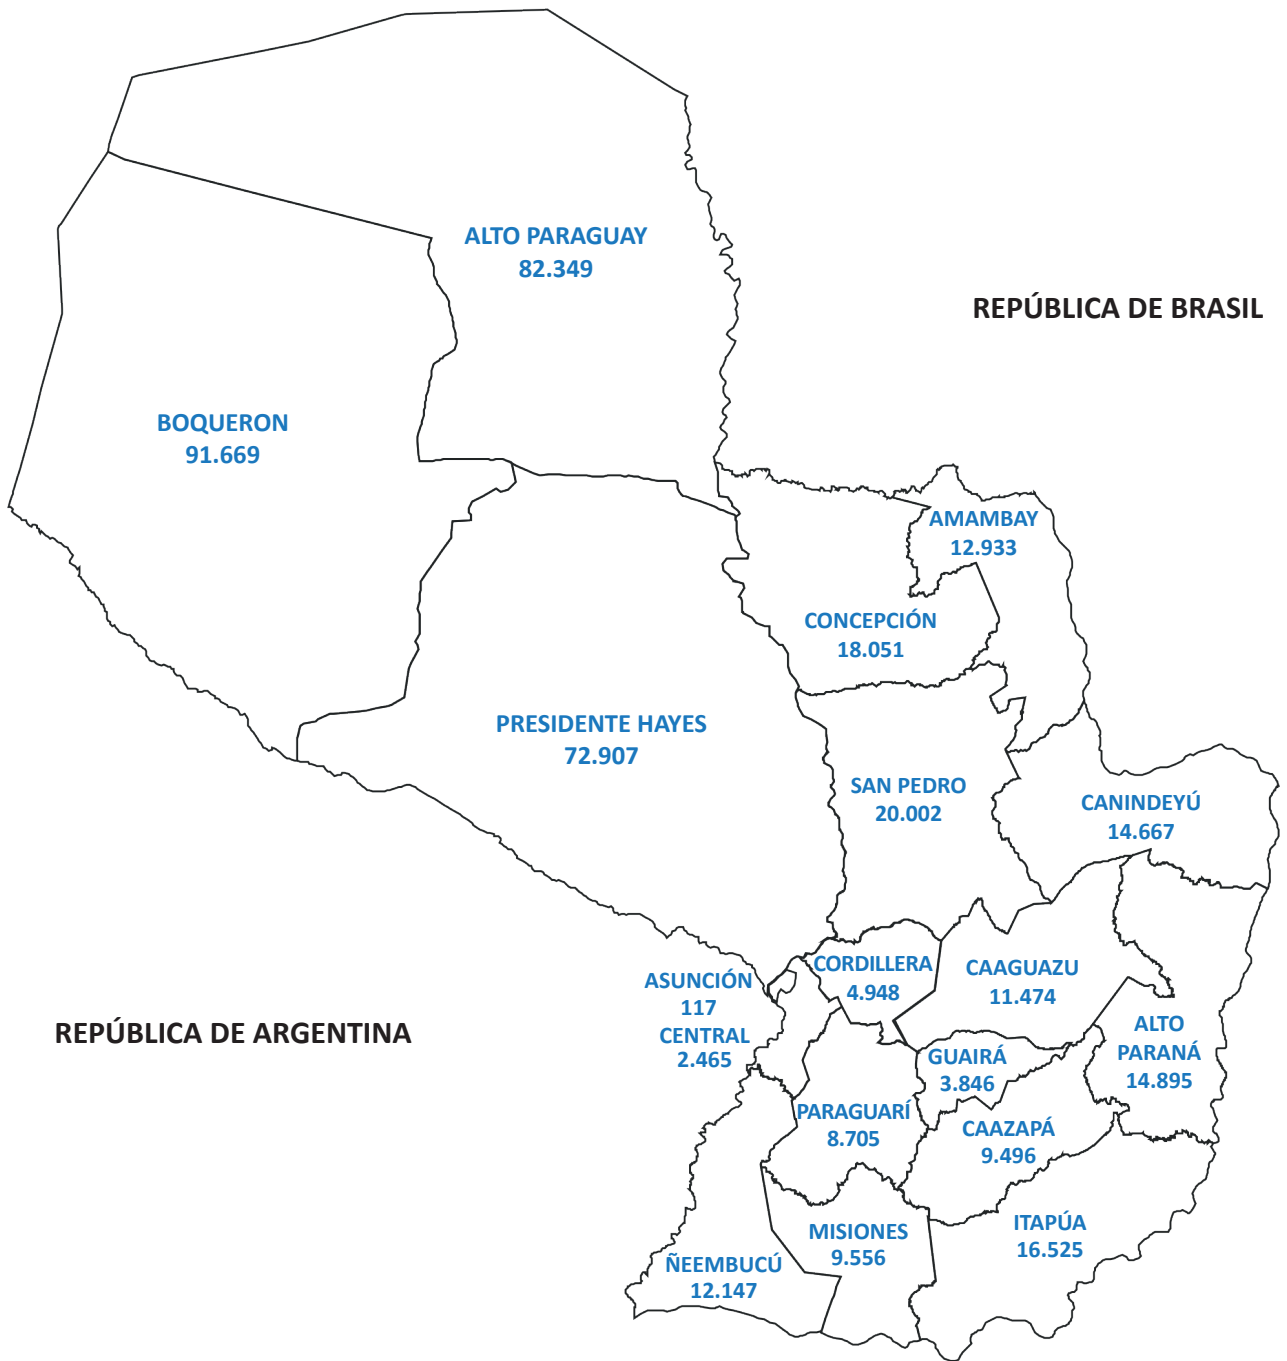 ALTO PARAGUAY
82.349
REPÚBLICA DE BRASIL
BOQUERON
91.669
AMAMBAY
12.933
CONCEPCIÓN
18.051
PRESIDENTE HAYES
72.907
SAN PEDRO
20.002
CANINDEYÚ
14.667
CORDILLERA
4.948
CAAGUAZU
11.474
ASUNCIÓN
117
CENTRAL
2.465
REPÚBLICA DE ARGENTINA
ALTO
PARANÁ
14.895
GUAIRÁ
3.846
PARAGUARÍ
8.705
CAAZAPÁ
9.496
MISIONES
9.556
ITAPÚA
16.525
ÑEEMBUCÚ
12.147